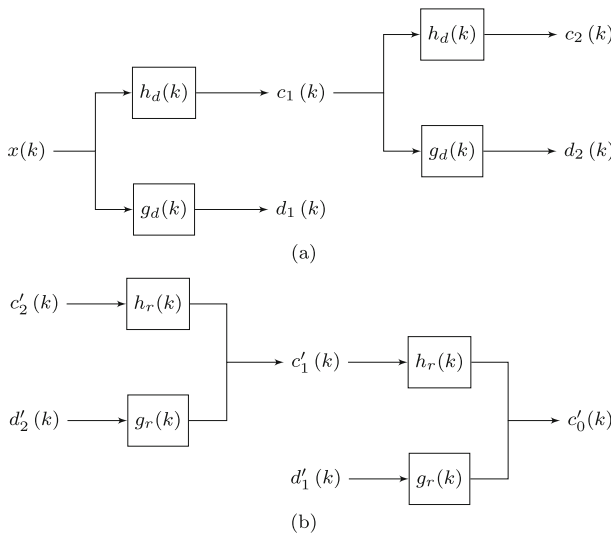 h_d(k) c_2 (k)
h_d(k) c_1 (k)
x(k) g_d(k) d_2 (k)
g_d(k) d_1 (k)
(a)
c'_2 (k) h_r(k)
c'_1 (k) h_r(k)
d'_2 (k) g_r(k) c'_0(k)
d'_1 (k) g_r(k)
(b)